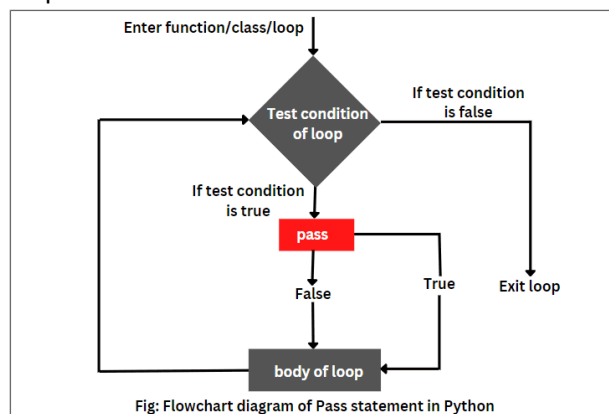 Enter function/class/loop
Test condition
of loop
If test condition
is false
If test condition
is true
pass
False
True
Exit loop
body of loop
Fig: Flowchart diagram of Pass statement in Python